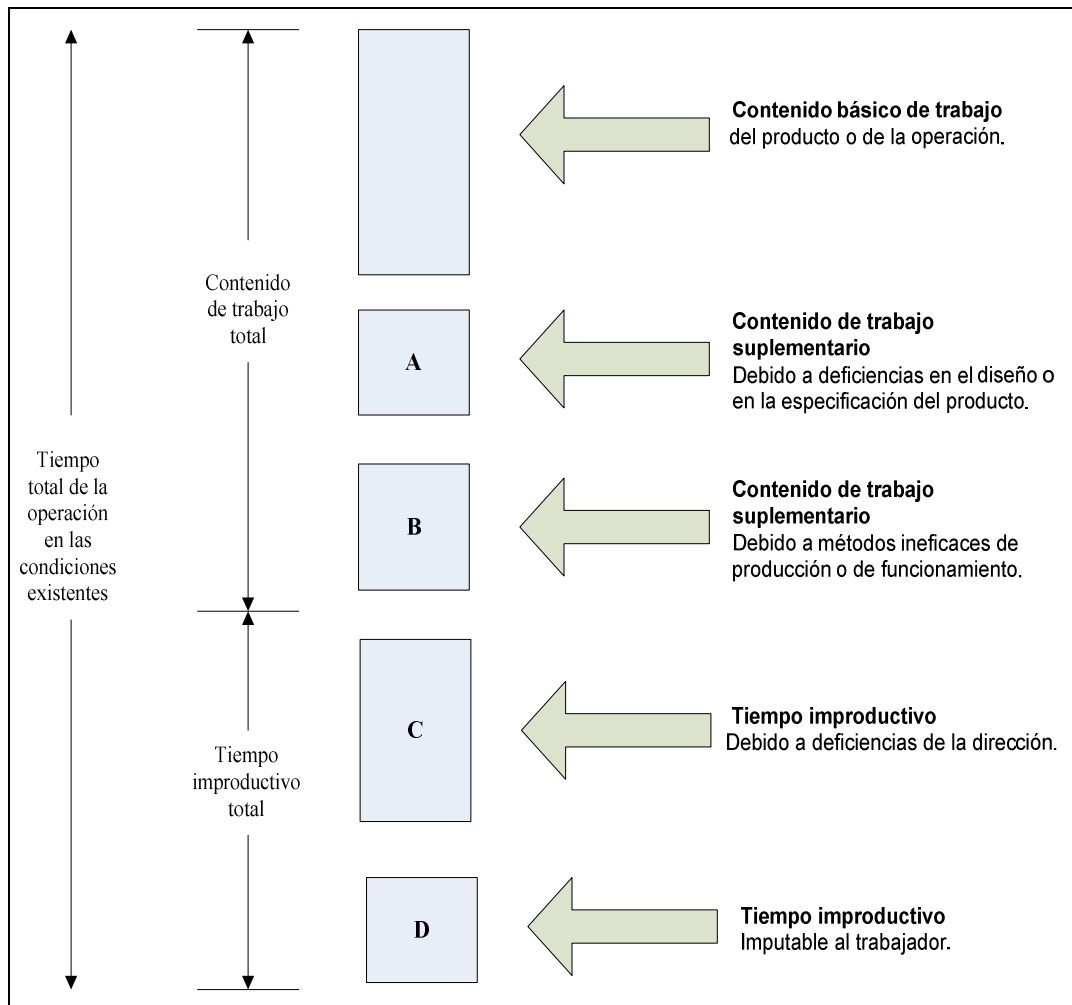 Contenido básico de trabajo
del producto o de la operación.
Contenido
de trabajo
total
Contenido de trabajo
suplementario
Debido a deficiencias en el diseño o
en la especificación del producto.
A
Tiempo
total de la
operación
en las
condiciones
existentes
Contenido de trabajo
suplementario
Debido a métodos ineficaces de
producción o de funcionamiento.
B
Tiempo
improductivo
total
C
Tiempo improductivo
Debido a deficiencias de la dirección.
D
Tiempo improductivo
Imputable al trabajador.